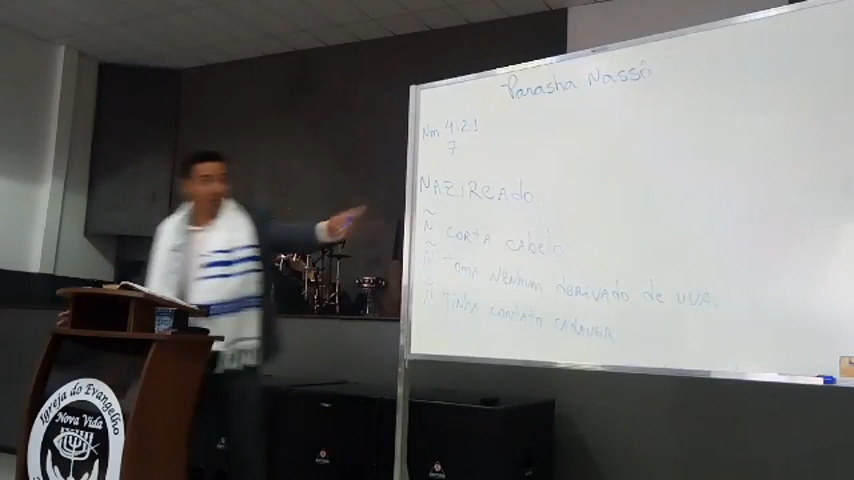 Parasha Nassô
Nm 4:21
7
NAZIREADO
Ñ CORTA CABELO
Ñ TOMA NENHUM DERIVADO de UVA.
Ñ TINHA CONTATO CADAVER
Igreja do Evangelho
Nova Vida